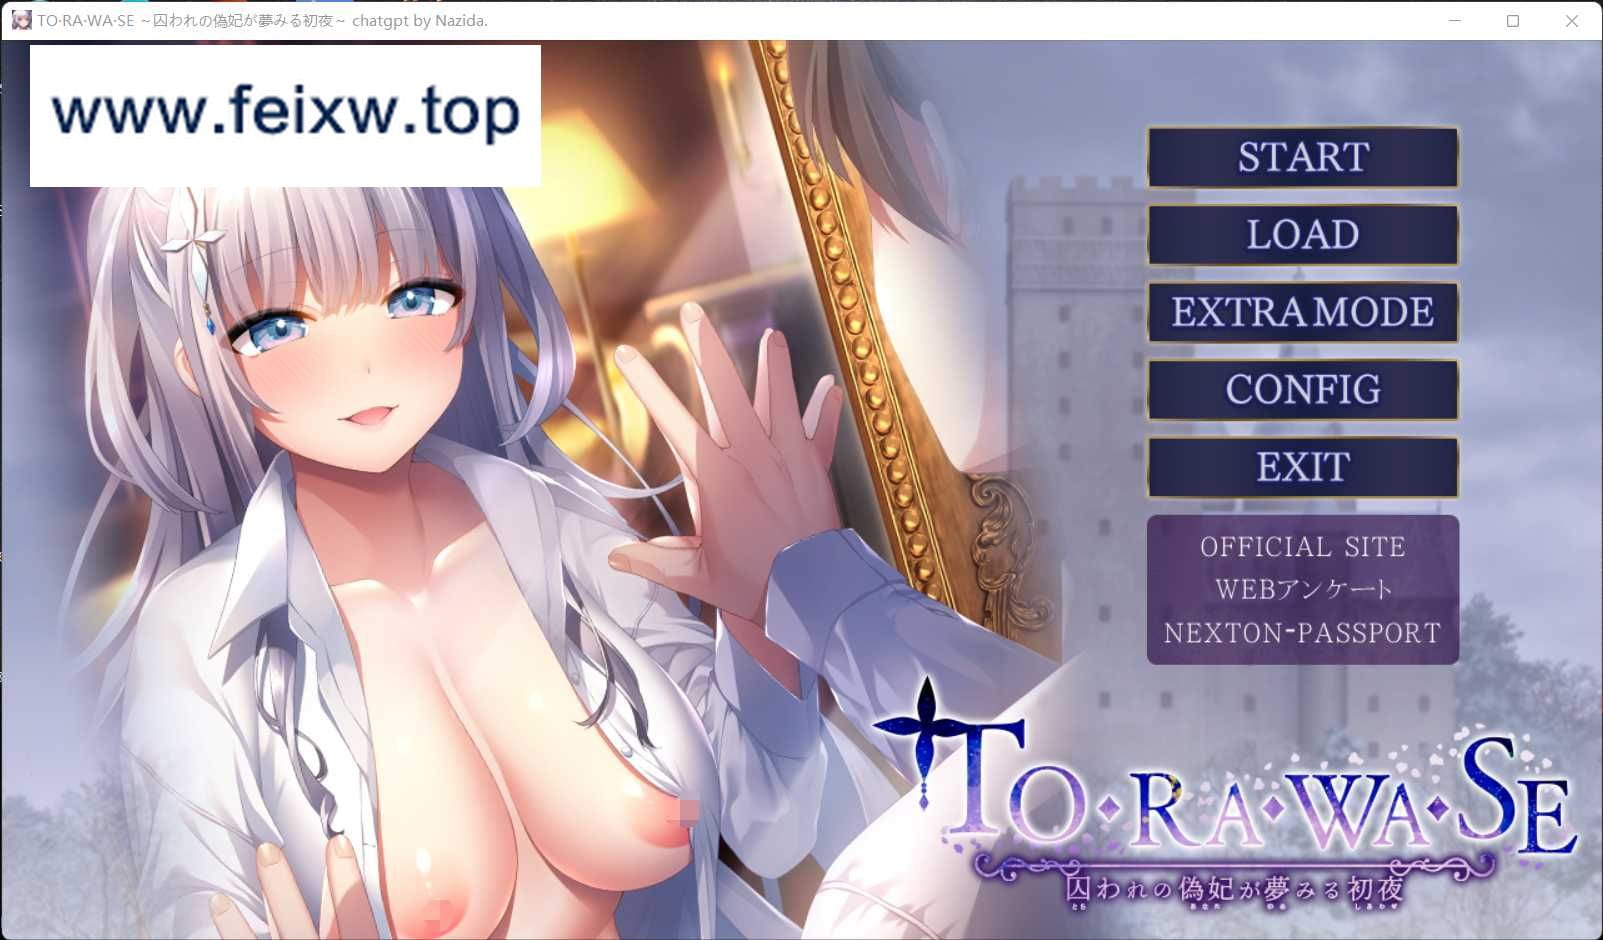 TO·RA·WA·SE ～囚われの偽妃が夢みる初夜～ chatgpt by Nazida.
www.feixw.top
START
LOAD
EXTRA MODE
CONFIG
EXIT
OFFICIAL SITE
WEBアンケート
NEXTON-PASSPORT
TO·RA·WA·SE
囚われの偽妃が夢みる初夜